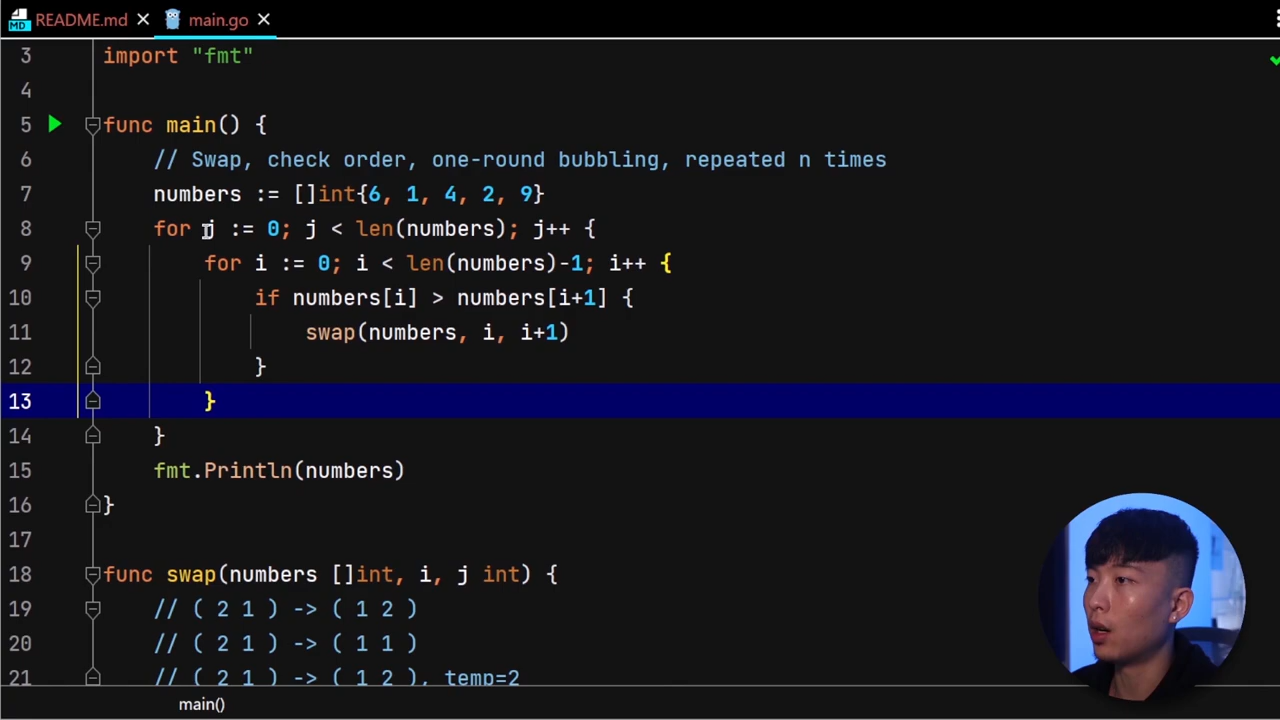 README.md main.go
3 import "fmt"
4
5 func main() {
6 // Swap, check order, one-round bubbling, repeated n times
7 numbers := []int{6, 1, 4, 2, 9}
8 for j := 0; j < len(numbers); j++ {
9 for i := 0; i < len(numbers)-1; i++ {
10 if numbers[i] > numbers[i+1] {
11 swap(numbers, i, i+1)
12 }
13 }
14 }
15 fmt.Println(numbers)
16 }
17
18 func swap(numbers []int, i, j int) {
19 // ( 2 1 ) -> ( 1 2 )
20 // ( 2 1 ) -> ( 1 1 )
21 // ( 2 1 ) -> ( 1 2 ), temp=2
main()